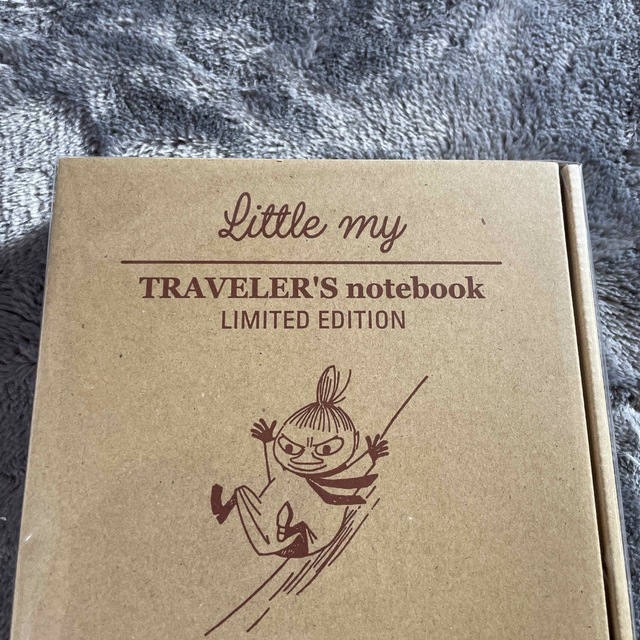 Little my
TRAVELER'S notebook
LIMITED EDITION